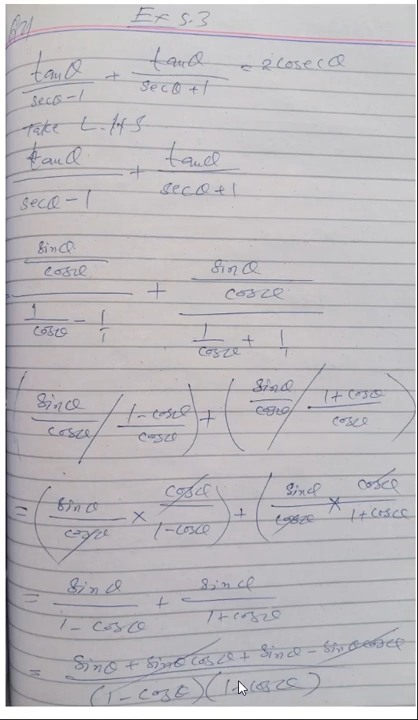 Q21 Ex 5.3
tanθ/(secθ-1) + tanθ/(secθ+1) = 2cosecθ
Take L.H.S
tanθ/(secθ-1) + tanθ/(secθ+1)
(sinθ/cosθ)/(1/cosθ - 1/1) + (sinθ/cosθ)/(1/cosθ + 1/1)
(sinθ/cosθ / (1-cosθ)/cosθ) + (sinθ/cosθ / (1+cosθ)/cosθ)
= (sinθ/cosθ × cosθ/(1-cosθ)) + (sinθ/cosθ × cosθ/(1+cosθ))
= sinθ/(1-cosθ) + sinθ/(1+cosθ)
= (sinθ + sinθcosθ + sinθ - sinθcosθ)/((1-cosθ)(1+cosθ))